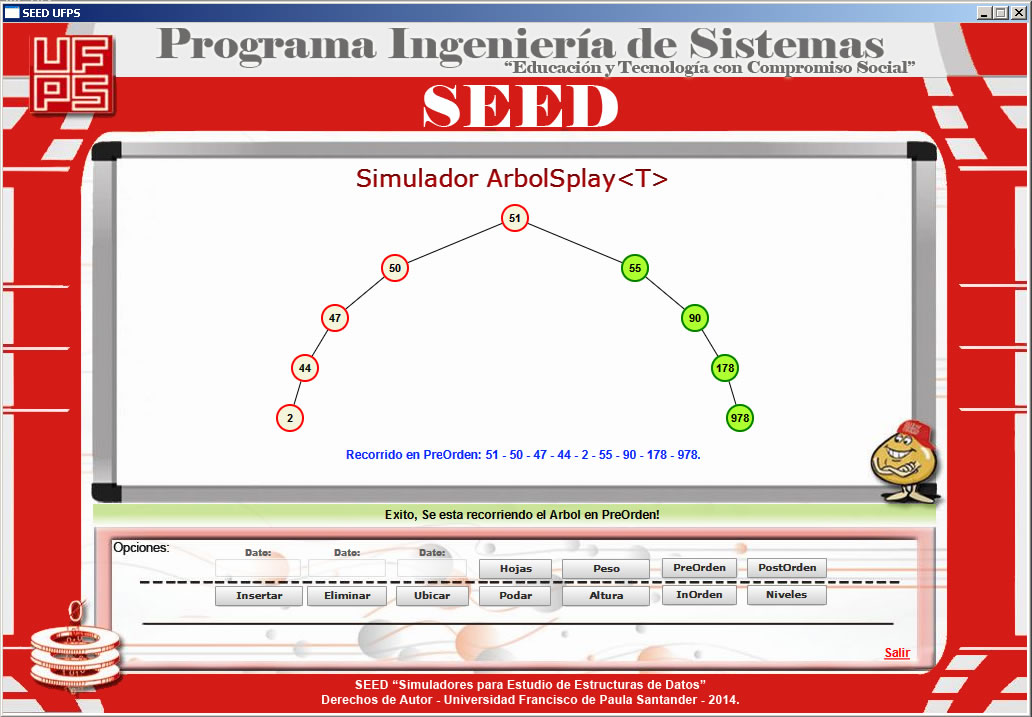 SEED UFPS
UFPS
Programa Ingeniería de Sistemas
“Educación y Tecnología con Compromiso Social”
SEED
Simulador ArbolSplay<T>
51
50
55
47
90
44
178
2
978
Recorrido en PreOrden: 51 - 50 - 47 - 44 - 2 - 55 - 90 - 178 - 978.
Exito, Se esta recorriendo el Arbol en PreOrden!
Opciones:
Dato: Dato: Dato:
Hojas Peso PreOrden PostOrden
Insertar Eliminar Ubicar Podar Altura InOrden Niveles
Salir
SEED “Simuladores para Estudio de Estructuras de Datos”
Derechos de Autor - Universidad Francisco de Paula Santander - 2014.